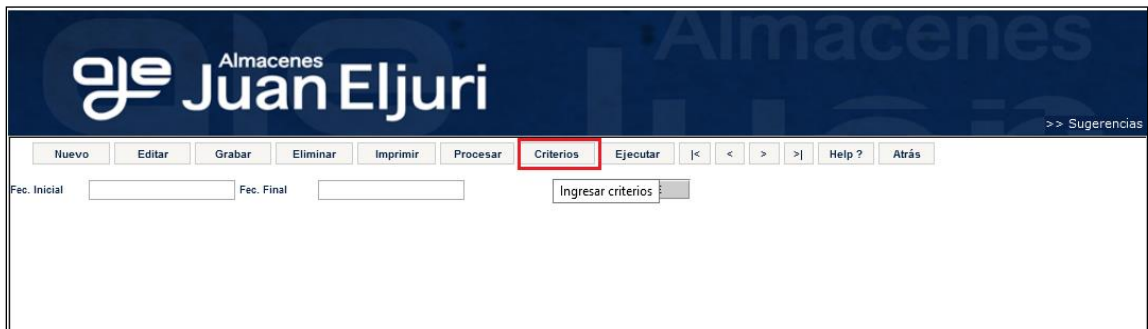 Almacenes
Juan Eljuri
Almacenes
>> Sugerencias
Nuevo Editar Grabar Eliminar Imprimir Procesar Criterios Ejecutar |< < > >| Help ? Atrás
Fec. Inicial Fec. Final Ingresar criterios